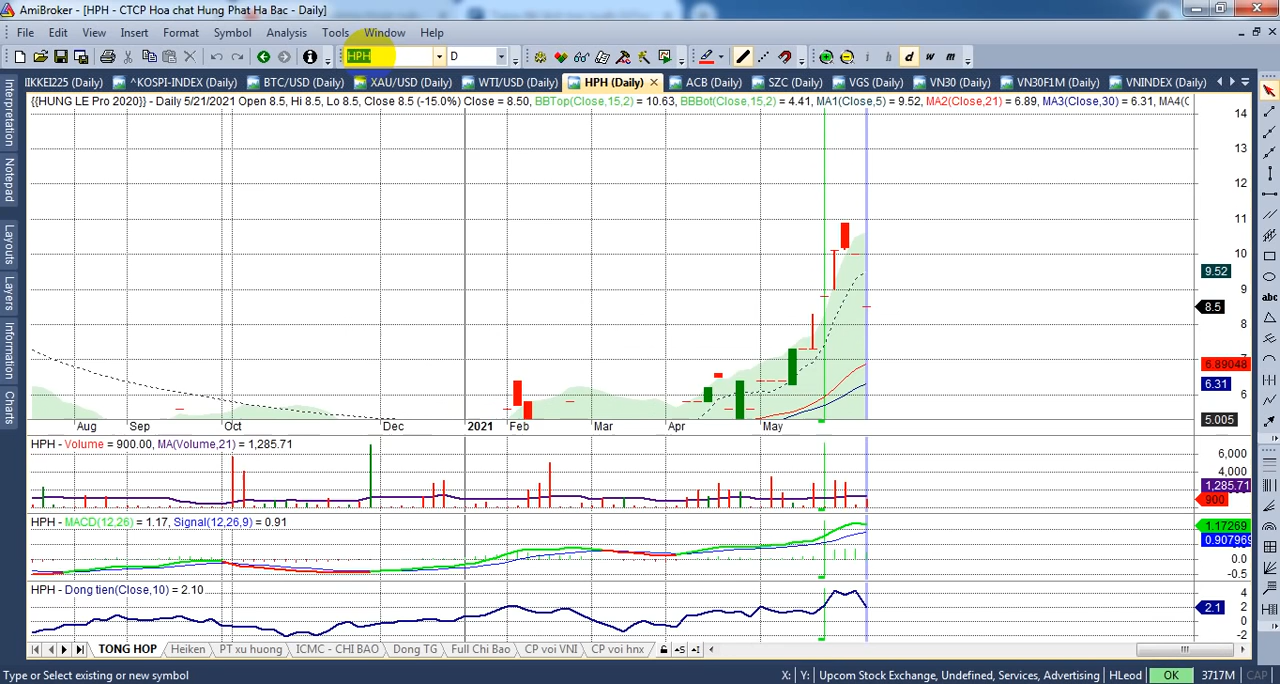 AmiBroker - [HPH - CTCP Hoa chat Hung Phat Ha Bac - Daily]
File Edit View Insert Format Symbol Analysis Tools Window Help
HPH D i h d w m
IKKEI225 (Daily) ^KOSPI-INDEX (Daily) BTC/USD (Daily) XAU/USD (Daily) WTI/USD (Daily) HPH (Daily) ACB (Daily) SZC (Daily) VGS (Daily) VN30 (Daily) VN30F1M (Daily) VNINDEX (Daily)
{{HUNG LE Pro 2020}} - Daily 5/21/2021 Open 8.5, Hi 8.5, Lo 8.5, Close 8.5 (-15.0%) Close = 8.50, BBTop(Close,15,2) = 10.63, BBBot(Close,15,2) = 4.41, MA1(Close,5) = 9.52, MA2(Close,21) = 6.89, MA3(Close,30) = 6.31, MA4(C
Interpretation
Notepad
Layouts
Layers
Information
Charts
abc
14
13
12
11
10
9.52
9
8.5
8
7
6.89048
6.31
6
5.005
Aug Sep Oct Dec 2021 Feb Mar Apr May
HPH - Volume = 900.00, MA(Volume,21) = 1,285.71
6,000
4,000
1,285.71
900
HPH - MACD(12,26) = 1.17, Signal(12,26,9) = 0.91
1.17269
0.907969
0.0
-0.5
HPH - Dong tien(Close,10) = 2.10
4
2.1
0
-2
TONG HOP Heiken PT xu huong ICMC - CHI BAO Dong TG Full Chi Bao CP voi VNI CP voi hnx
Type or Select existing or new symbol X: Y: Upcom Stock Exchange, Undefined, Services, Advertising HLeod OK 3717M CAP